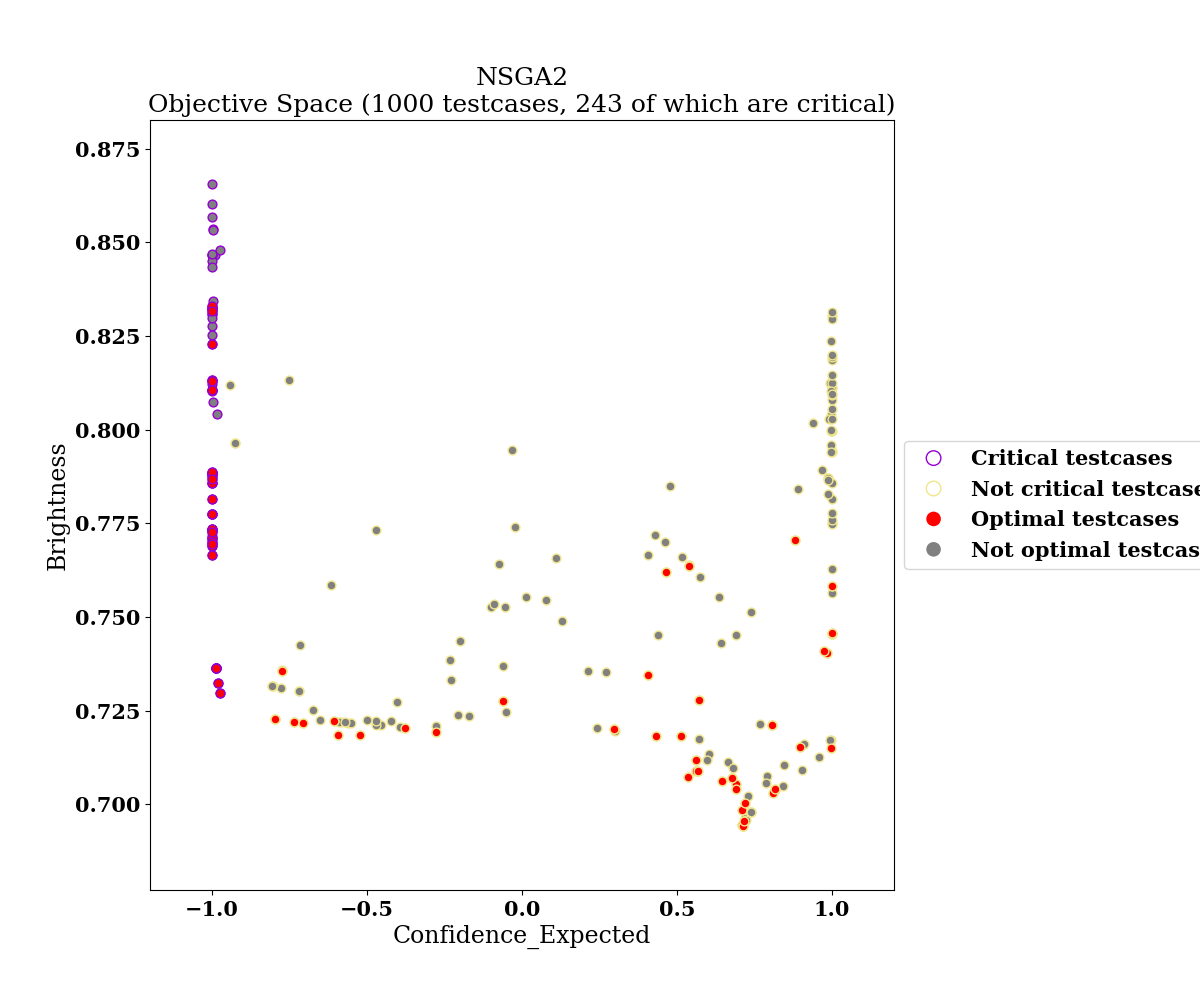 NSGA2
Objective Space (1000 testcases, 243 of which are critical)
0.875
0.850
0.825
0.800
0.775
0.750
0.725
0.700
Brightness
−1.0
−0.5
0.0
0.5
1.0
Confidence_Expected
Critical testcases
Not critical testcase
Optimal testcases
Not optimal testcas